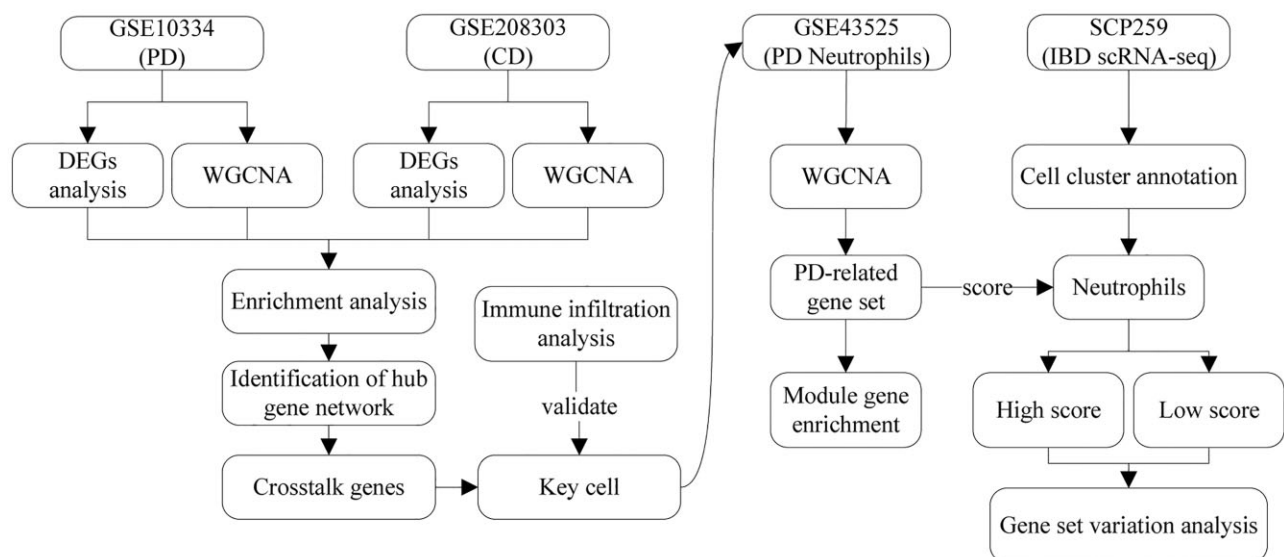 GSE10334
(PD)
GSE208303
(CD)
GSE43525
(PD Neutrophils)
SCP259
(IBD scRNA-seq)
DEGs
analysis
WGCNA
DEGs
analysis
WGCNA
WGCNA
Cell cluster annotation
Enrichment analysis
Immune infiltration
analysis
PD-related
gene set
score
Neutrophils
Identification of hub
gene network
validate
Module gene
enrichment
High score
Low score
Crosstalk genes
Key cell
Gene set variation analysis